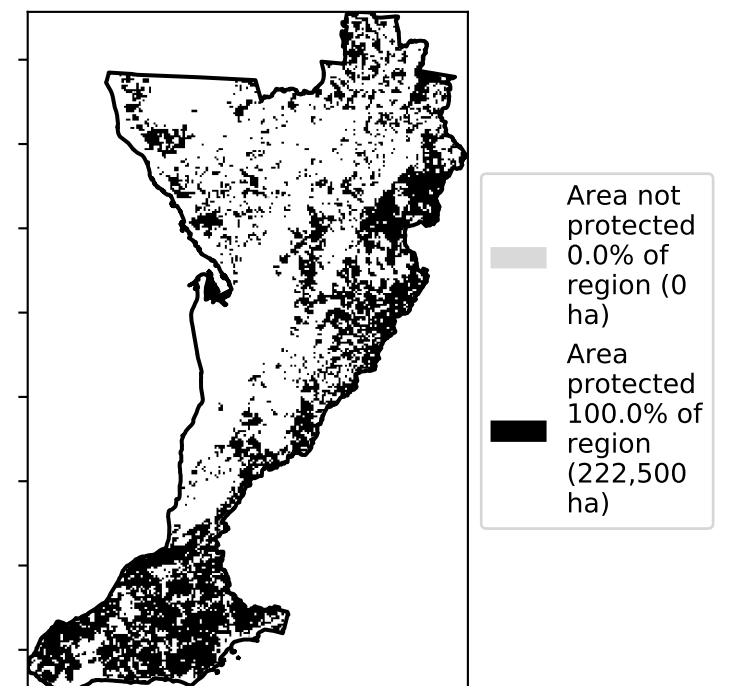 Area not
protected
0.0% of
region (0
ha)
Area
protected
100.0% of
region
(222,500
ha)